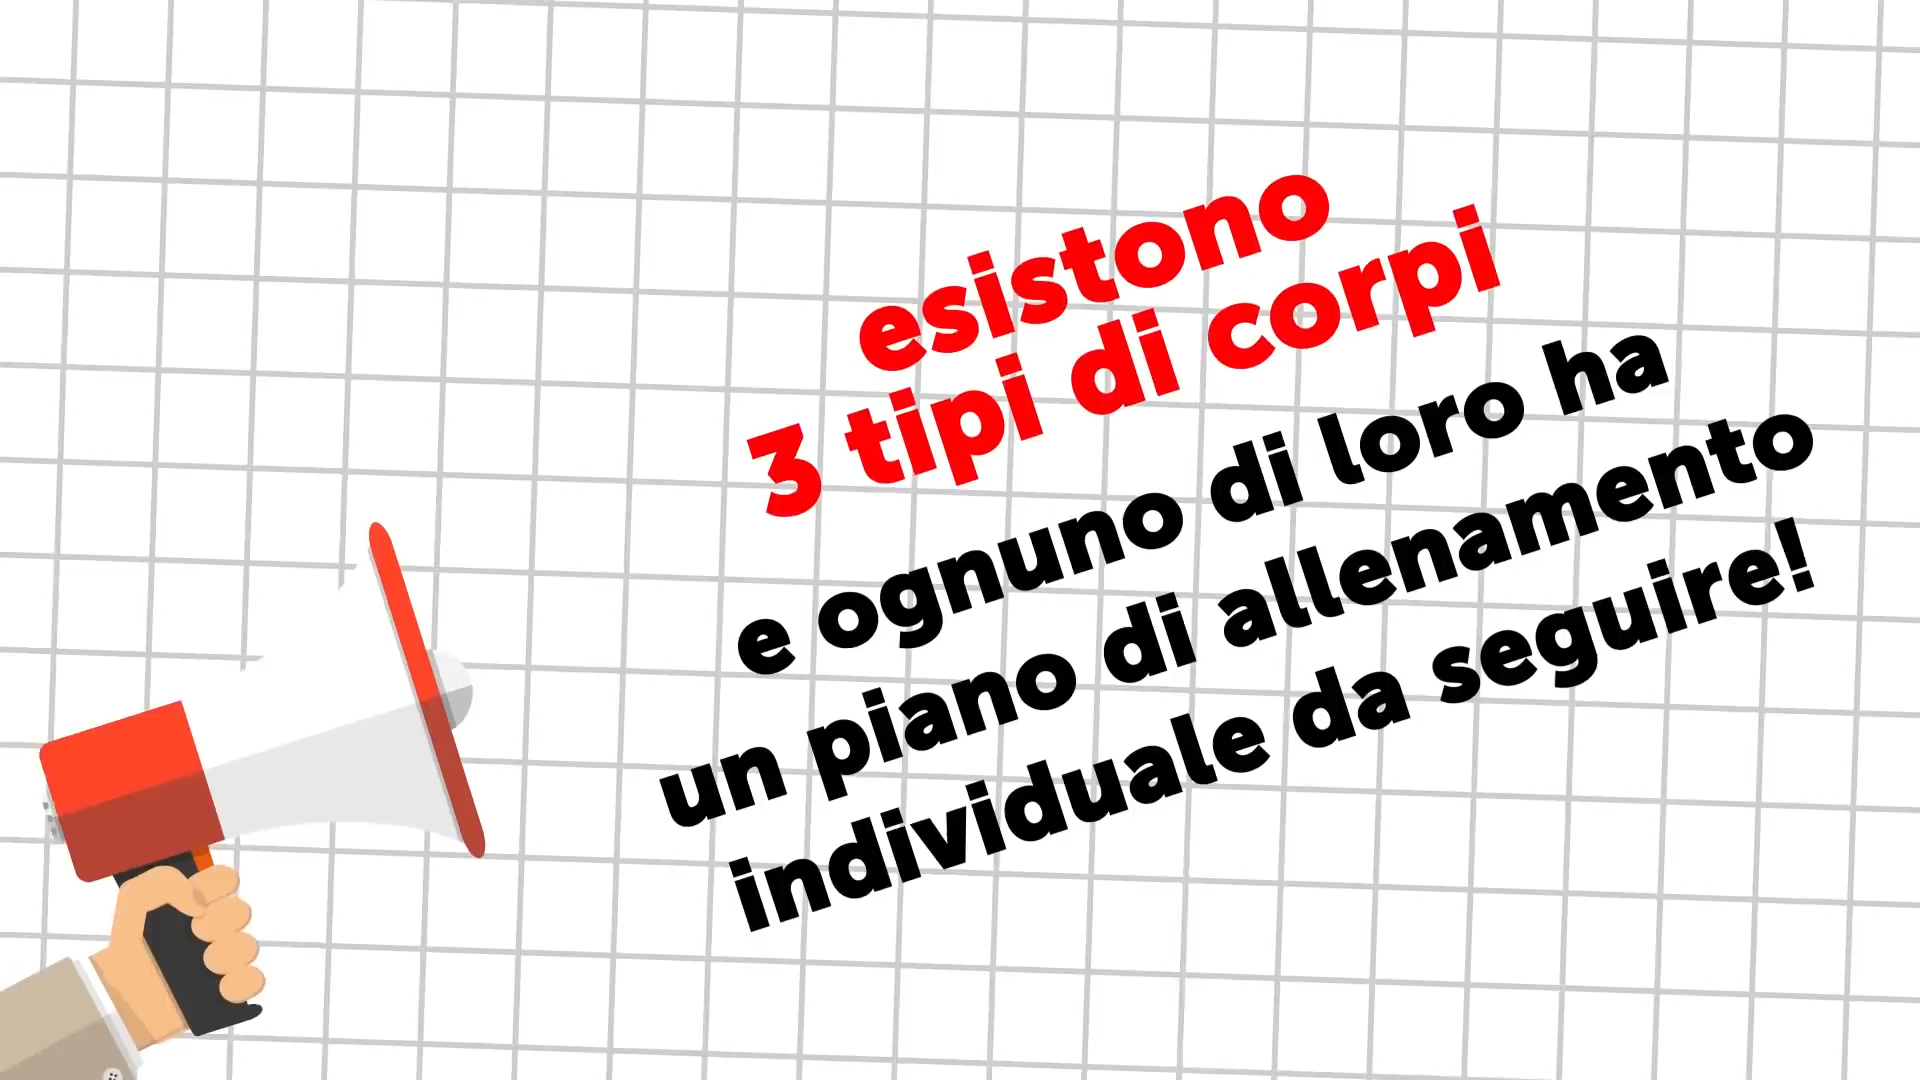 esistono
3 tipi di corpi
e ognuno di loro ha
un piano di allenamento
individuale da seguire!